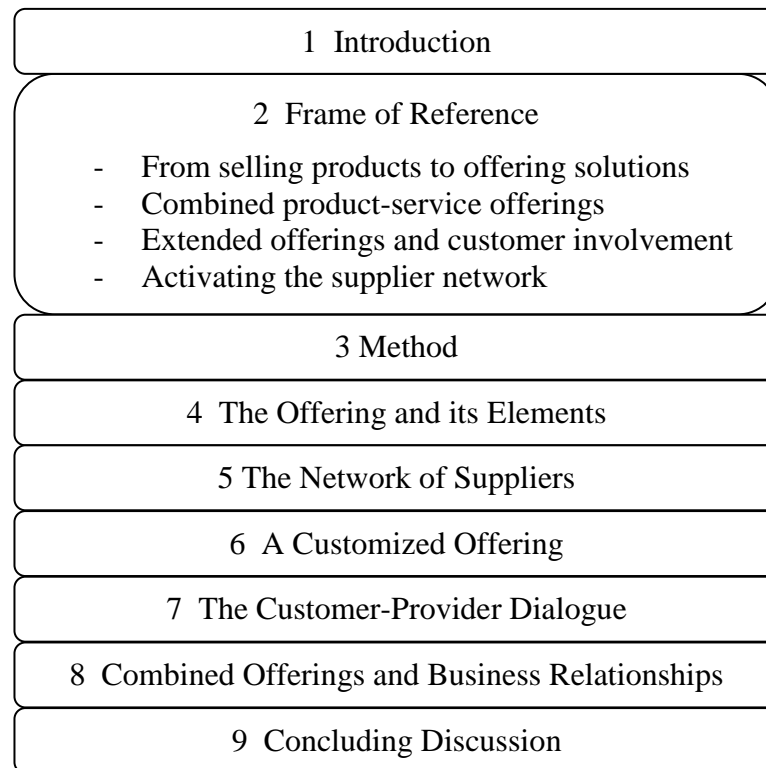 1 Introduction
2 Frame of Reference
- From selling products to offering solutions
- Combined product-service offerings
- Extended offerings and customer involvement
- Activating the supplier network
3 Method
4 The Offering and its Elements
5 The Network of Suppliers
6 A Customized Offering
7 The Customer-Provider Dialogue
8 Combined Offerings and Business Relationships
9 Concluding Discussion